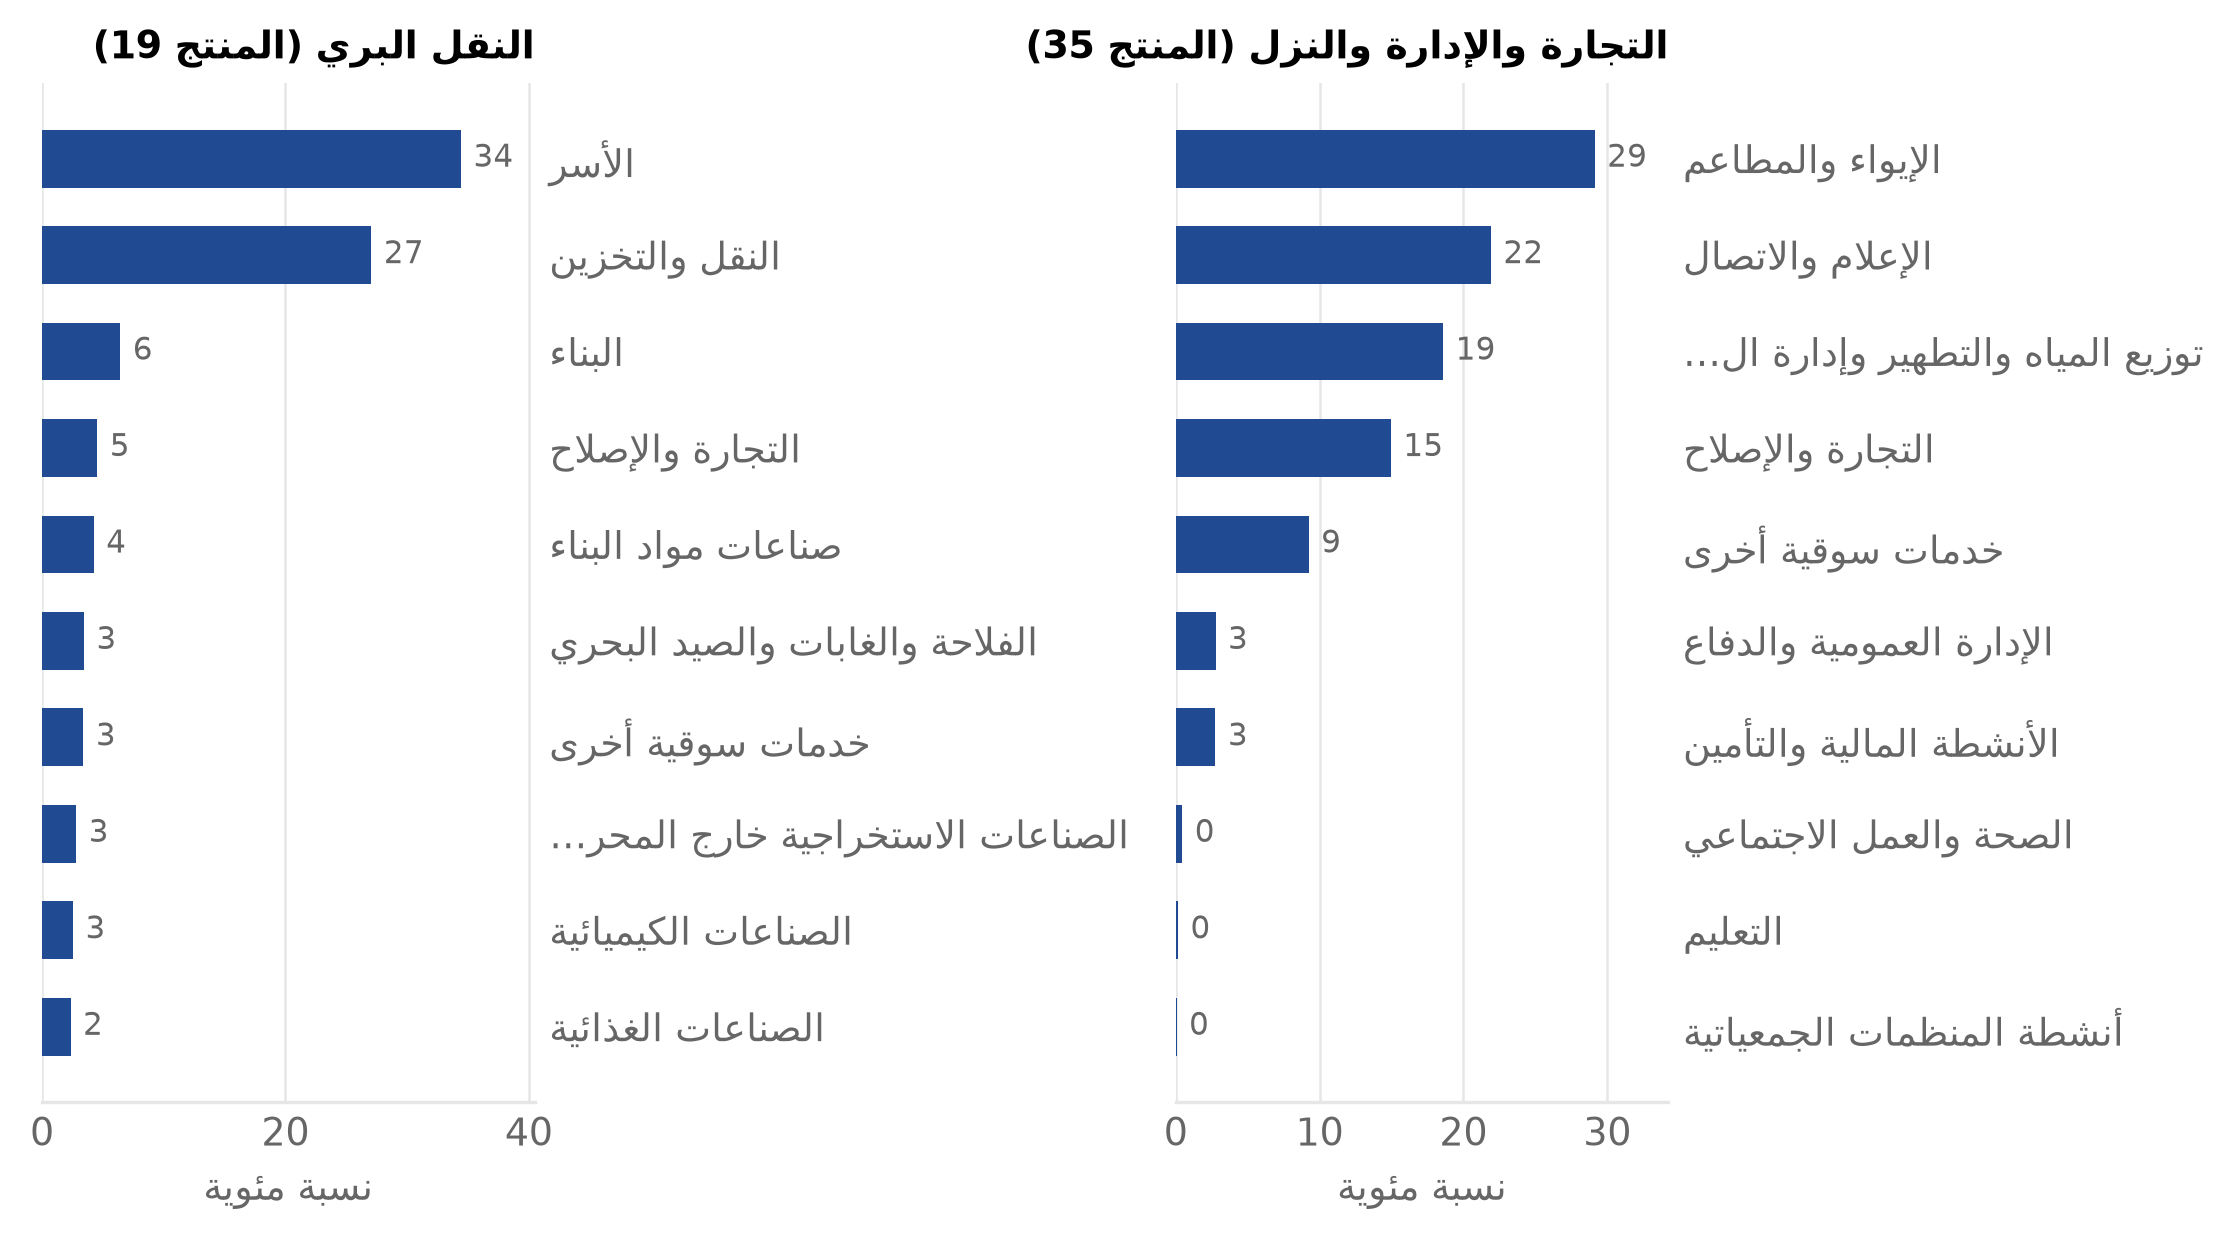 التجارة والإدارة والنزل (المنتج 35)
الإيواء والمطاعم 29
الإعلام والاتصال 22
توزيع المياه والتطهير وإدارة ال... 19
التجارة والإصلاح 15
خدمات سوقية أخرى 9
الإدارة العمومية والدفاع 3
الأنشطة المالية والتأمين 3
الصحة والعمل الاجتماعي 0
التعليم 0
أنشطة المنظمات الجمعياتية 0
0 10 20 30
نسبة مئوية
النقل البري (المنتج 19)
الأسر 34
النقل والتخزين 27
البناء 6
التجارة والإصلاح 5
صناعات مواد البناء 4
الفلاحة والغابات والصيد البحري 3
خدمات سوقية أخرى 3
الصناعات الاستخراجية خارج المحر... 3
الصناعات الكيميائية 3
الصناعات الغذائية 2
0 20 40
نسبة مئوية